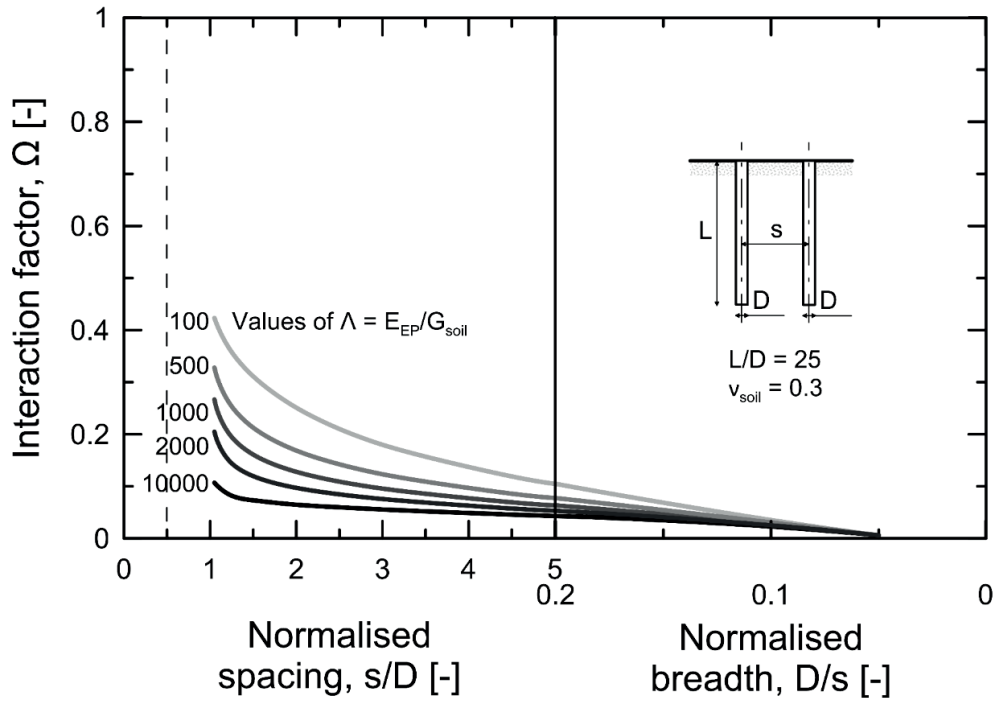 Interaction factor, Ω [-]
1
0.8
0.6
0.4
0.2
0
100
Values of Λ = E_EP/G_soil
500
1000
2000
10000
L
s
D
D
L/D = 25
ν_soil = 0.3
0 1 2 3 4 5
0.2 0.1 0
Normalised
spacing, s/D [-]
Normalised
breadth, D/s [-]